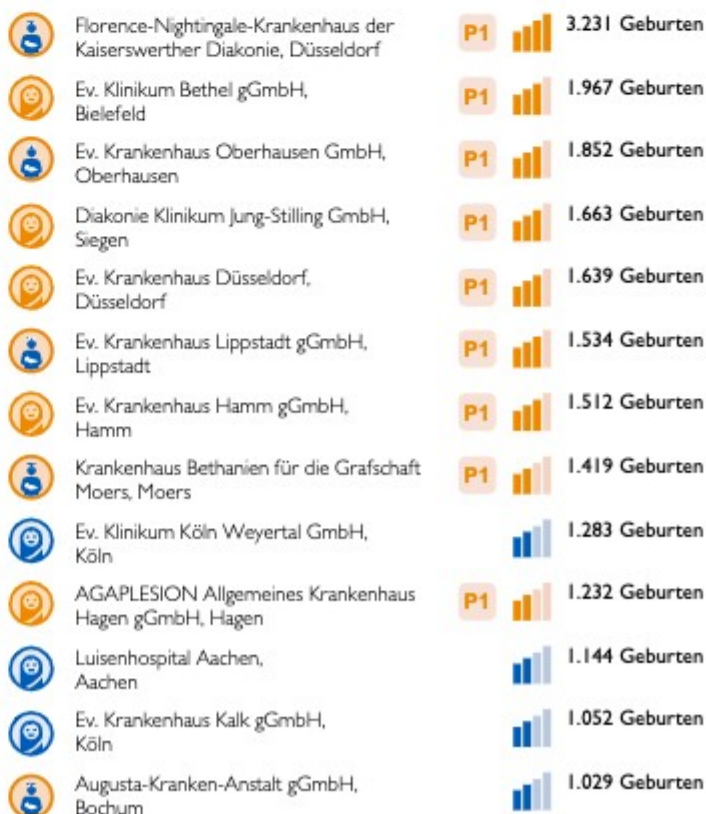 Florence-Nightingale-Krankenhaus der
Kaiserswerther Diakonie, Düsseldorf
P1
3.231 Geburten
Ev. Klinikum Bethel gGmbH,
Bielefeld
P1
1.967 Geburten
Ev. Krankenhaus Oberhausen GmbH,
Oberhausen
P1
1.852 Geburten
Diakonie Klinikum Jung-Stilling GmbH,
Siegen
P1
1.663 Geburten
Ev. Krankenhaus Düsseldorf,
Düsseldorf
P1
1.639 Geburten
Ev. Krankenhaus Lippstadt gGmbH,
Lippstadt
P1
1.534 Geburten
Ev. Krankenhaus Hamm gGmbH,
Hamm
P1
1.512 Geburten
Krankenhaus Bethanien für die Grafschaft
Moers, Moers
P1
1.419 Geburten
Ev. Klinikum Köln Weyertal GmbH,
Köln
1.283 Geburten
AGAPLESION Allgemeines Krankenhaus
Hagen gGmbH, Hagen
P1
1.232 Geburten
Luisenhospital Aachen,
Aachen
1.144 Geburten
Ev. Krankenhaus Kalk gGmbH,
Köln
1.052 Geburten
Augusta-Kranken-Anstalt gGmbH,
Bochum
1.029 Geburten